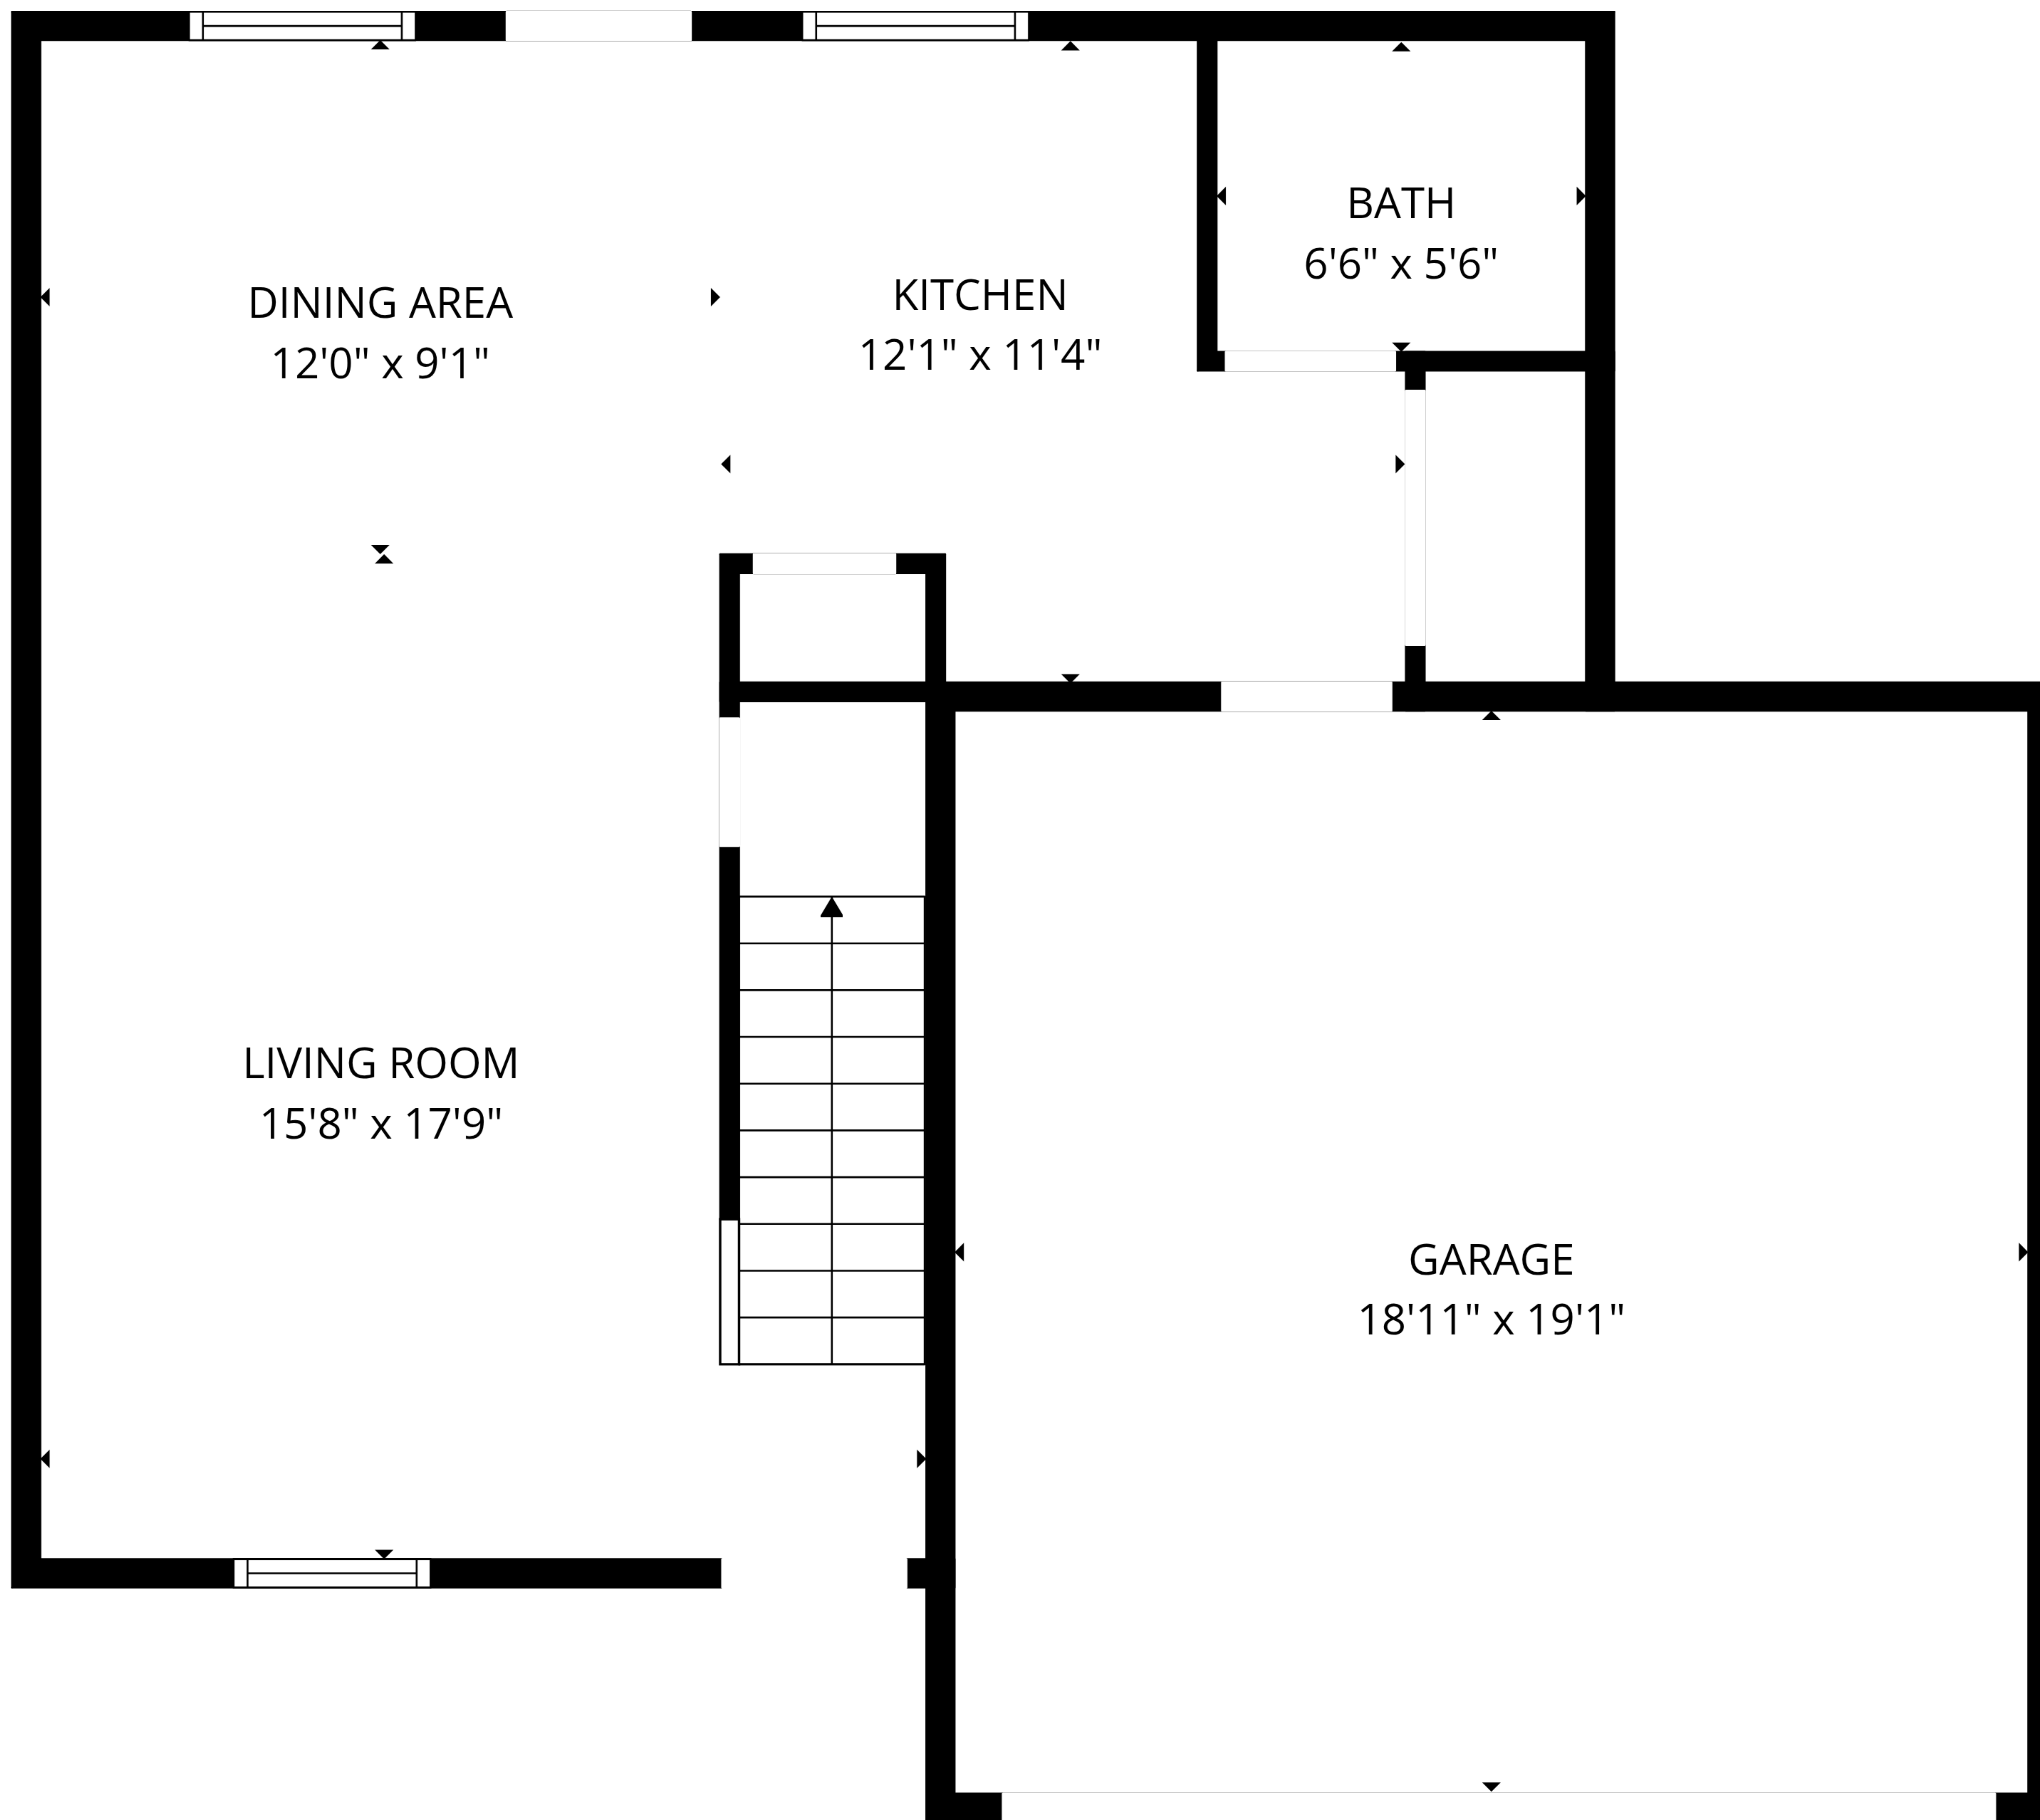 BATH
6'6" x 5'6"
KITCHEN
12'1" x 11'4"
DINING AREA
12'0" x 9'1"
LIVING ROOM
15'8" x 17'9"
GARAGE
18'11" x 19'1"